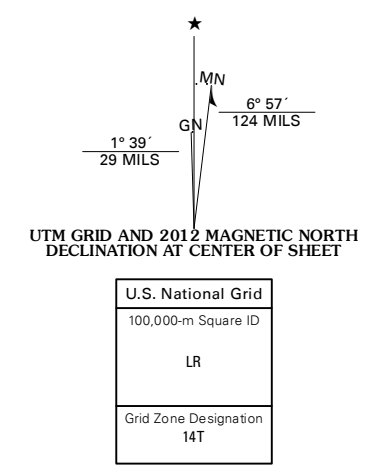 ★
MN
GN
6° 57´
124 MILS
1° 39´
29 MILS
UTM GRID AND 2012 MAGNETIC NORTH
DECLINATION AT CENTER OF SHEET
U.S. National Grid
100,000-m Square ID
LR
Grid Zone Designation
14T